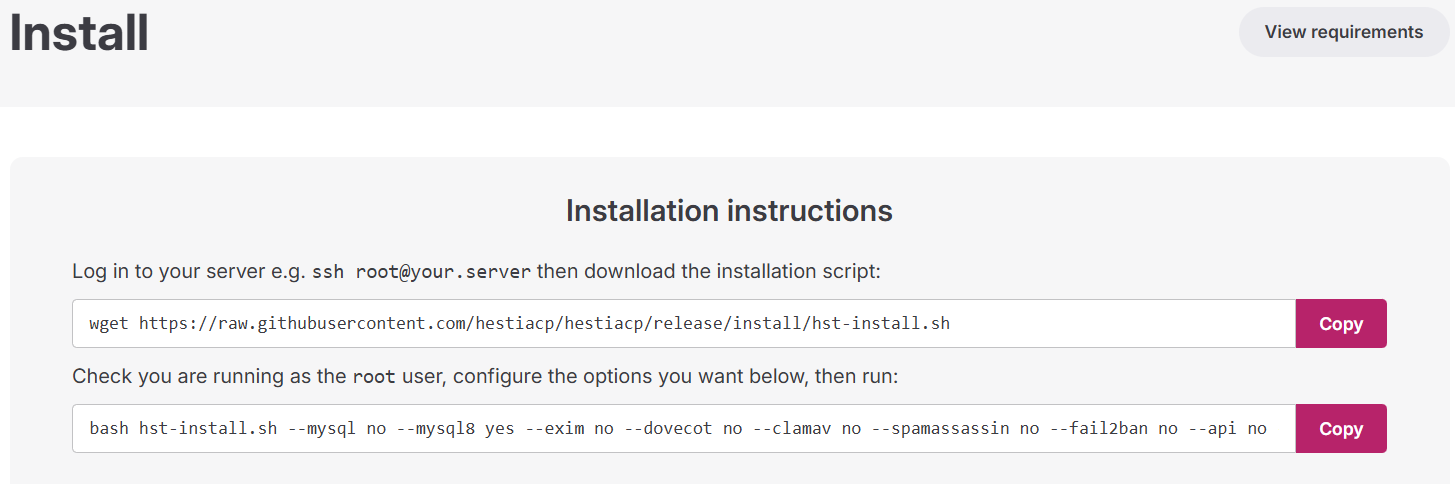 Install
View requirements
Installation instructions
Log in to your server e.g. ssh root@your.server then download the installation script:
wget https://raw.githubusercontent.com/hestiacp/hestiacp/release/install/hst-install.sh
Copy
Check you are running as the root user, configure the options you want below, then run:
bash hst-install.sh --mysql no --mysql8 yes --exim no --dovecot no --clamav no --spamassassin no --fail2ban no --api no
Copy